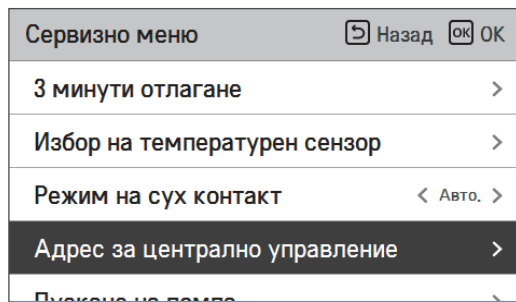 Сервизно меню Назад OK OK
3 минути отлагане >
Избор на температурен сензор >
Режим на сух контакт < Авто. >
Адрес за централно управление >